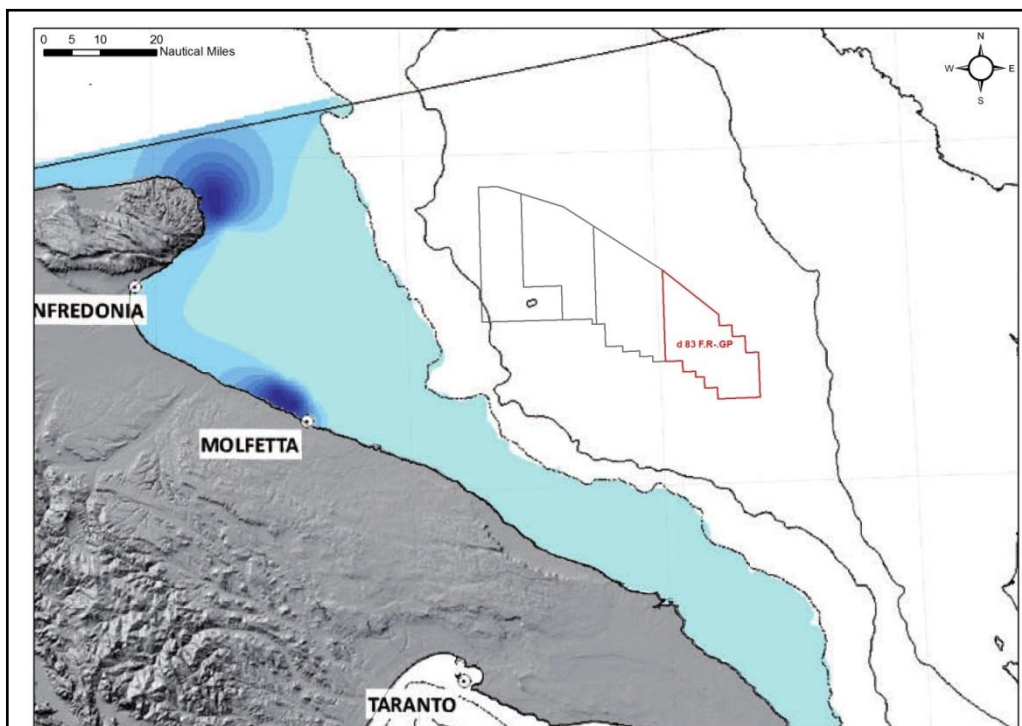 0 5 10 20
Nautical Miles
N
W E
S
NFREDONIA
d 83 F.R-.GP
MOLFETTA
TARANTO